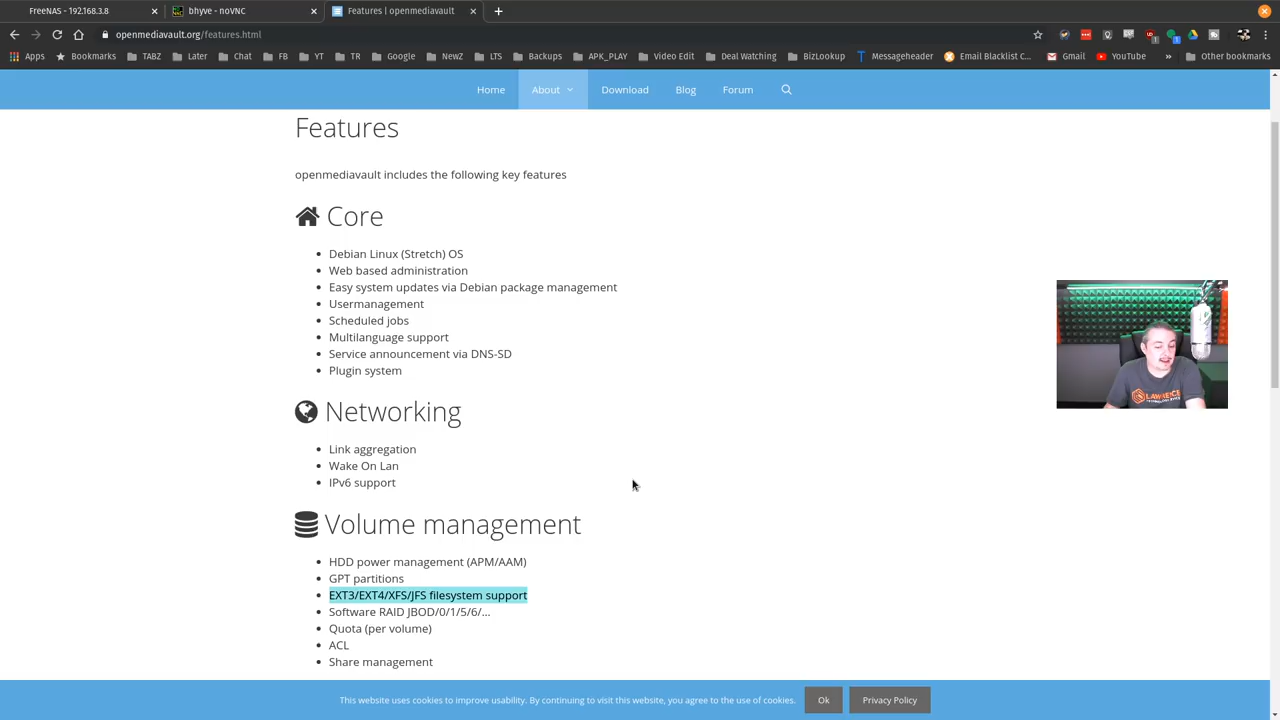 FreeNAS - 192.168.3.8
bhyve - noVNC
Features | openmediavault
openmediavault.org/features.html
Apps Bookmarks TABZ Later CHAT FB YT TR Google NewZ LTS Backups APK_PLAY Video Edit Deal Watching BizLookup Messageheader Email Blacklist C... Gmail YouTube » Other bookmarks
Home About Download Blog Forum
Features
openmediavault includes the following key features
Core
Debian Linux (Stretch) OS
Web based administration
Easy system updates via Debian package management
Usermanagement
Scheduled jobs
Multilanguage support
Service announcement via DNS-SD
Plugin system
Networking
Link aggregation
Wake On Lan
IPv6 support
Volume management
HDD power management (APM/AAM)
GPT partitions
EXT3/EXT4/XFS/JFS filesystem support
Software RAID JBOD/0/1/5/6/...
Quota (per volume)
ACL
Share management
This website uses cookies to improve usability. By continuing to visit this website, you agree to the use of cookies. Ok Privacy Policy